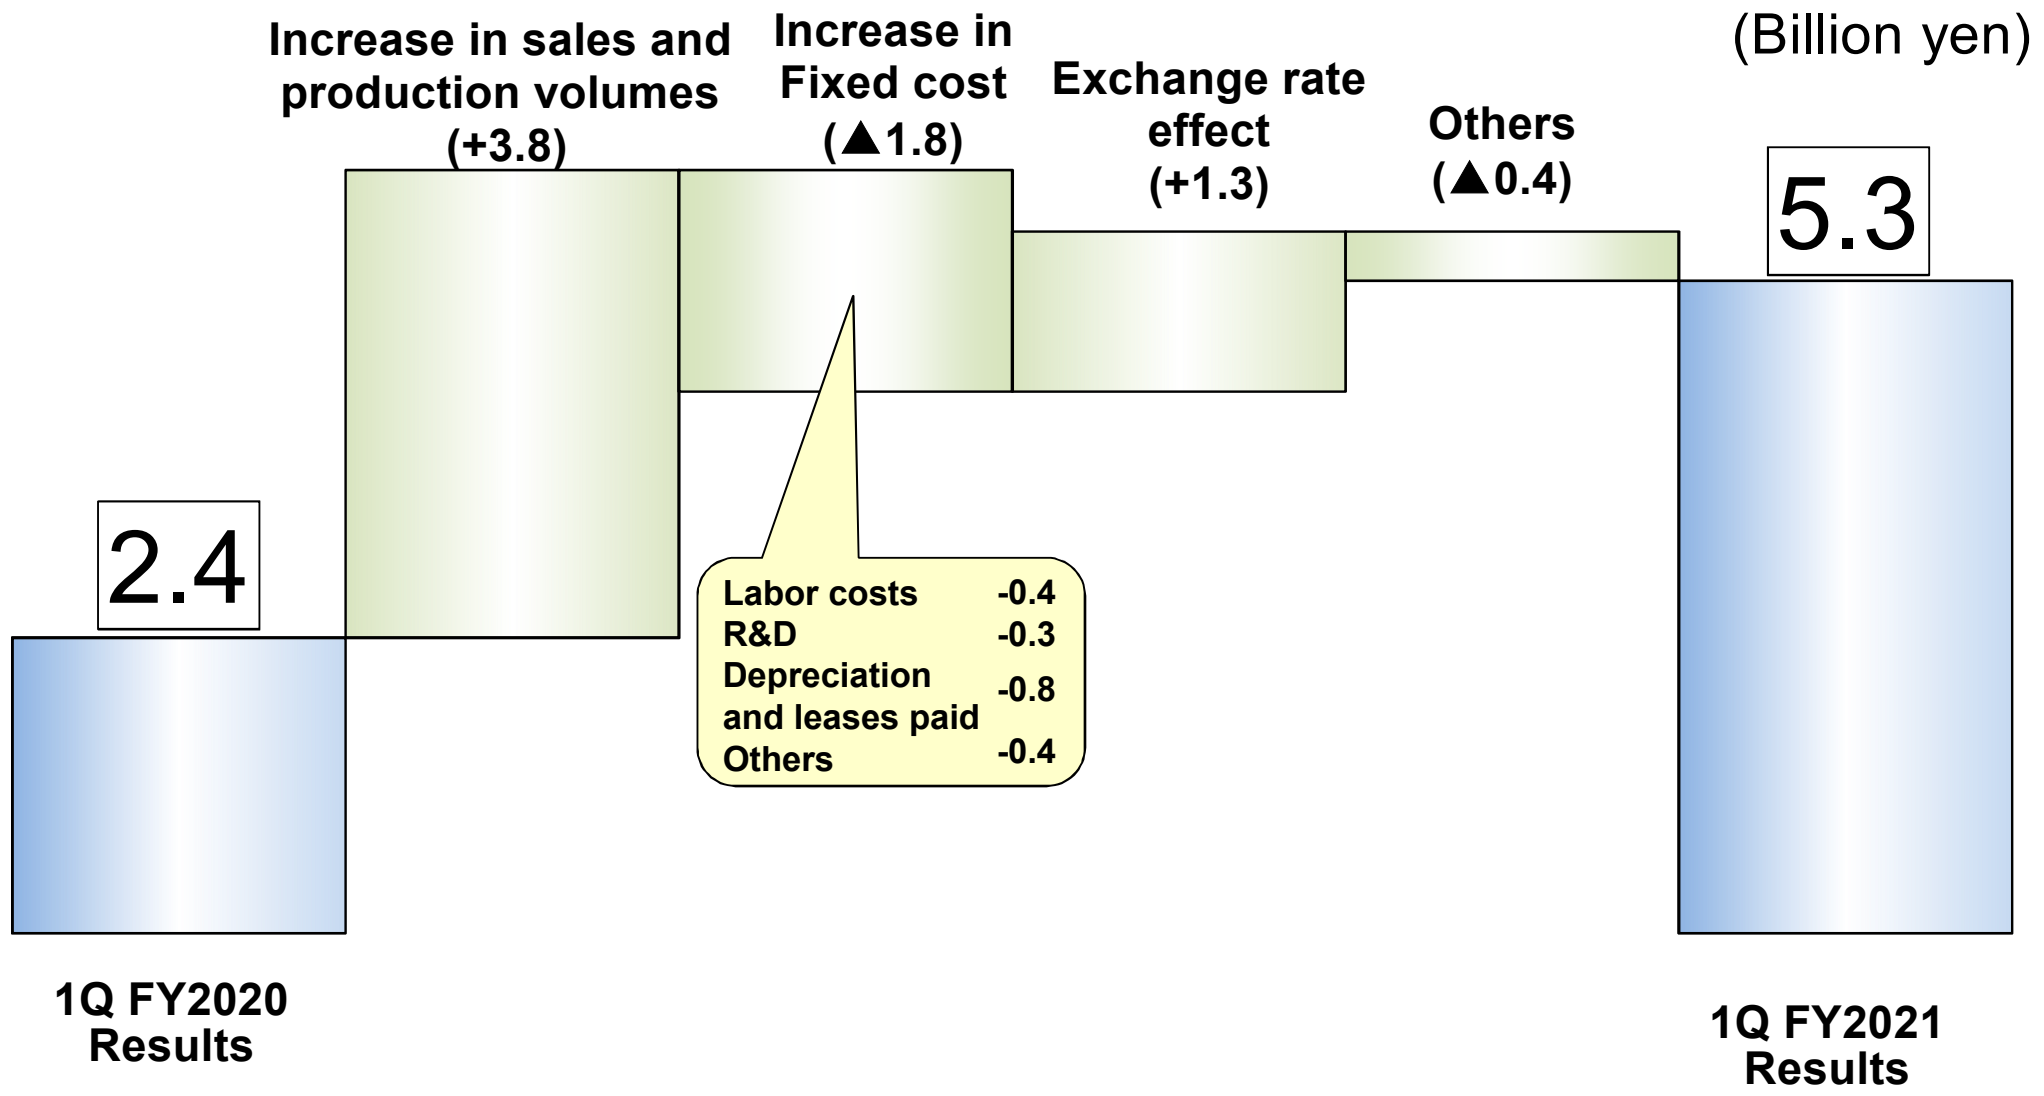 (Billion yen)
Increase in sales and
production volumes
(+3.8)
Increase in
Fixed cost
(▲1.8)
Exchange rate
effect
(+1.3)
Others
(▲0.4)
5.3
2.4
Labor costs -0.4
R&D -0.3
Depreciation
and leases paid -0.8
Others -0.4
1Q FY2020
Results
1Q FY2021
Results